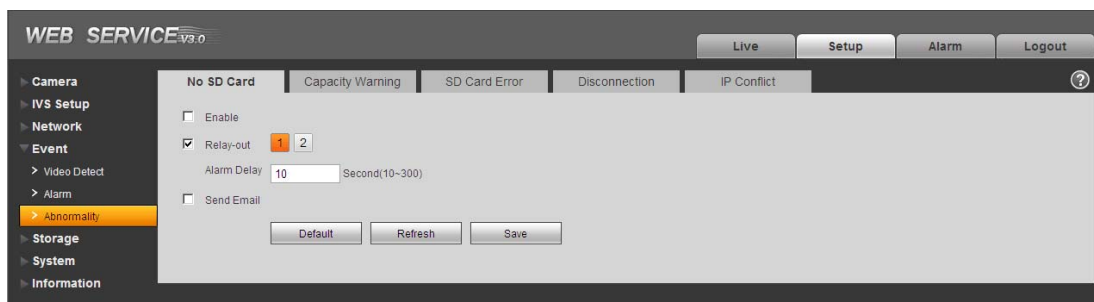 WEB SERVICE V3.0
Live Setup Alarm Logout
Camera
IVS Setup
Network
Event
Video Detect
Alarm
Abnormality
Storage
System
Information
No SD Card Capacity Warning SD Card Error Disconnection IP Conflict ?
Enable
Relay-out 1 2
Alarm Delay 10 Second(10~300)
Send Email
Default Refresh Save